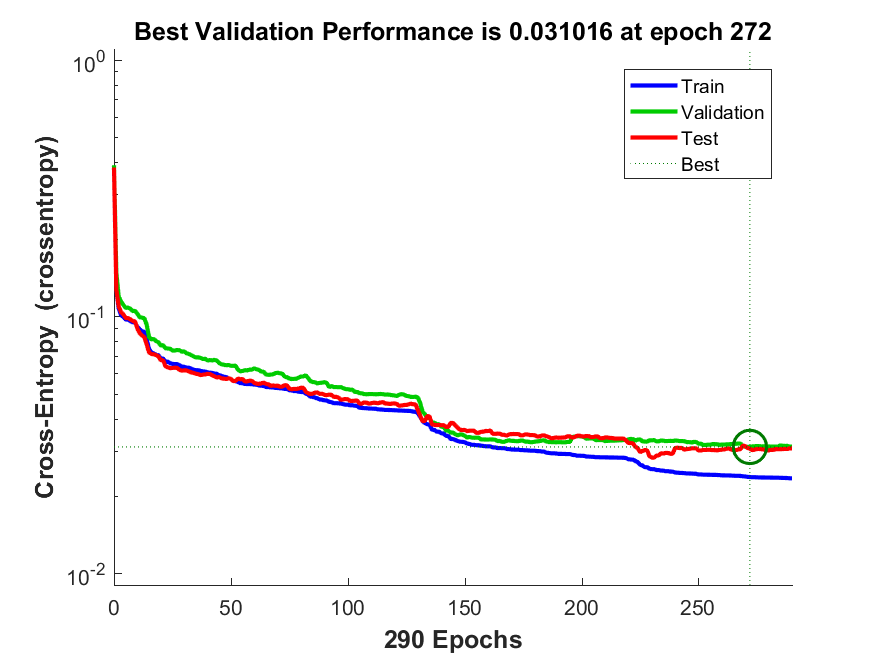 Best Validation Performance is 0.031016 at epoch 272
Cross-Entropy  (crossentropy)
10^0
10^-1
10^-2
Train
Validation
Test
Best
0
50
100
150
200
250
290 Epochs